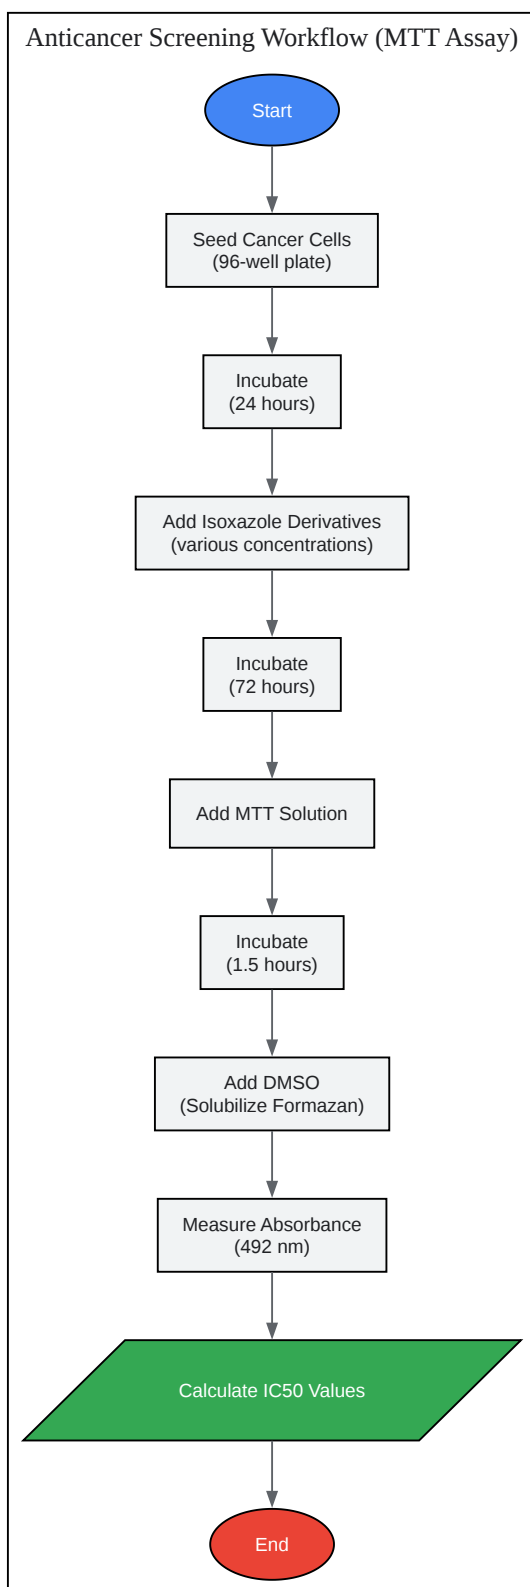 Anticancer Screening Workflow (MTT Assay)
Start
Seed Cancer Cells
(96-well plate)
Incubate
(24 hours)
Add Isoxazole Derivatives
(various concentrations)
Incubate
(72 hours)
Add MTT Solution
Incubate
(1.5 hours)
Add DMSO
(Solubilize Formazan)
Measure Absorbance
(492 nm)
Calculate IC50 Values
End